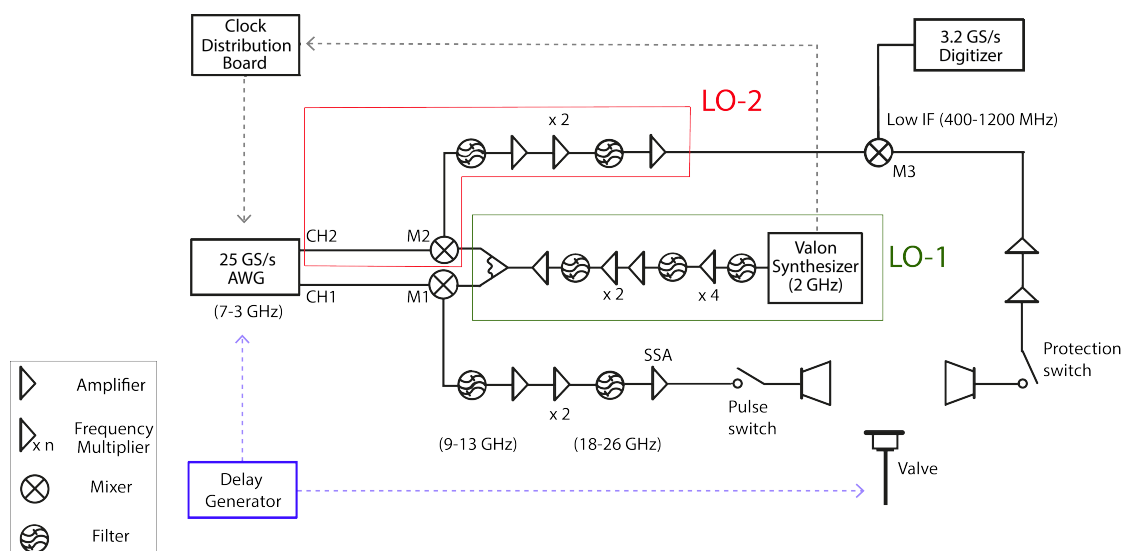 Clock
Distribution
Board
3.2 GS/s
Digitizer
LO-2
x 2
Low IF (400-1200 MHz)
M3
CH2
M2
25 GS/s
AWG
CH1
M1
(7-3 GHz)
Valon
Synthesizer
(2 GHz)
LO-1
x 2
x 4
SSA
x 2
Pulse
switch
Protection
switch
(9-13 GHz)
(18-26 GHz)
Valve
Delay
Generator
Amplifier
x n
Frequency
Multiplier
Mixer
Filter